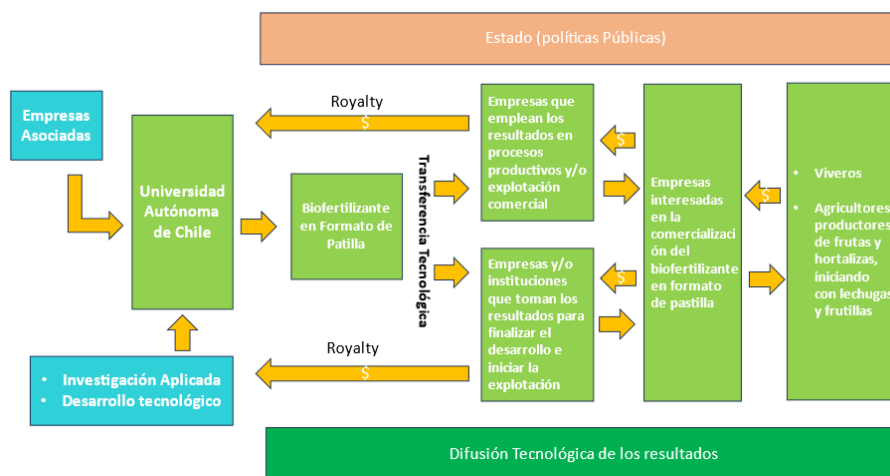 Estado (políticas Públicas)
Empresas
Asociadas
Universidad
Autónoma
de Chile
• Investigación Aplicada
• Desarrollo tecnológico
Royalty
$
Biofertilizante
en Formato de
Patilla
Transferencia Tecnológica
Royalty
$
Empresas que
emplean los
resultados en
procesos
productivos y/o
explotación
comercial
Empresas y/o
instituciones
que toman los
resultados para
finalizar el
desarrollo e
iniciar la
explotación
$
$
Empresas
interesadas
en la
comercializa
ción del
biofertilizante
en formato
de pastilla
$
• Viveros
• Agricultores
productores
de frutas y
hortalizas,
iniciando
con lechugas
y frutillas
Difusión Tecnológica de los resultados